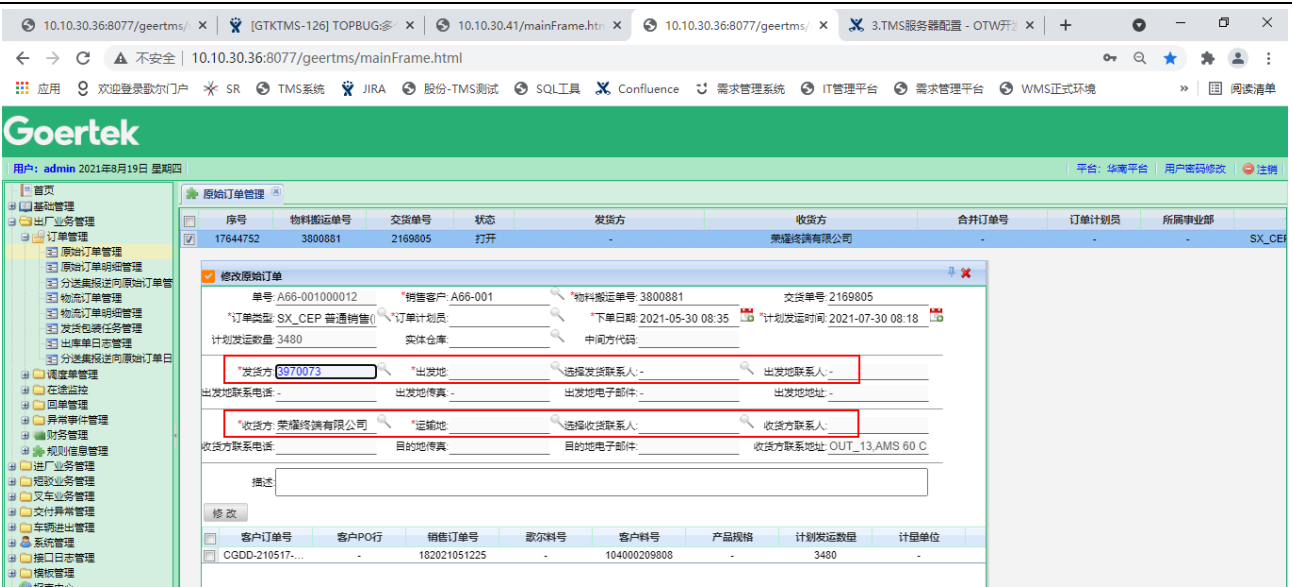 10.10.30.36:8077/geertms/
[GTKTMS-126] TOPBUG:多
10.10.30.41/mainFrame.htm
10.10.30.36:8077/geertms/
3.TMS服务器配置 - OTW开
不安全 | 10.10.30.36:8077/geertms/mainFrame.html
应用 欢迎登录歌尔门户 SR TMS系统 JIRA 股份-TMS测试 SQL工具 Confluence 需求管理系统 IT管理平台 需求管理平台 WMS正式环境 » 阅读清单
Goertek
用户: admin 2021年8月19日 星期四 平台: 华南平台 用户密码修改 注销
首页
基础管理
出厂业务管理
订单管理
原始订单管理
原始订单明细管理
分送集报逆向原始订单管
物流订单管理
物流订单明细管理
发货包装任务管理
出库单日志管理
分送集报逆向原始订单日
调度单管理
在途监控
回单管理
异常事件管理
财务管理
规则信息管理
进厂业务管理
短驳业务管理
叉车业务管理
交付异常管理
车辆进出管理
系统管理
接口日志管理
模板管理
原始订单管理
序号 物料搬运单号 交货单号 状态 发货方 收货方 合并订单号 订单计划员 所属事业部
17644752 3800881 2169805 打开 - 荣耀终端有限公司 - - - SX_CEP
修改原始订单
单号: A66-001000012 *销售客户: A66-001 *物料搬运单号: 3800881 交货单号: 2169805
*订单类型: SX_CEP 普通销售( *订单计划员: *下单日期: 2021-05-30 08:35 *计划发运时间: 2021-07-30 08:18
计划发运数量: 3480 实体仓库: 中间方代码:
*发货方: 3970073 *出发地: 选择发货联系人: - 出发地联系人: -
出发地联系电话: - 出发地传真: - 出发地电子邮件: - 出发地地址: -
*收货方: 荣耀终端有限公司 *运输地: 选择收货联系人: 收货方联系人:
收货方联系电话: 目的地传真: 目的地电子邮件: 收货方联系地址: OUT_13,AMS 60 C
描述:
修改
客户订单号 客户PO行 销售订单号 歌尔料号 客户料号 产品规格 计划发运数量 计量单位
CGDD-210517-... - 182021051225 - 104000209808 - 3480 -